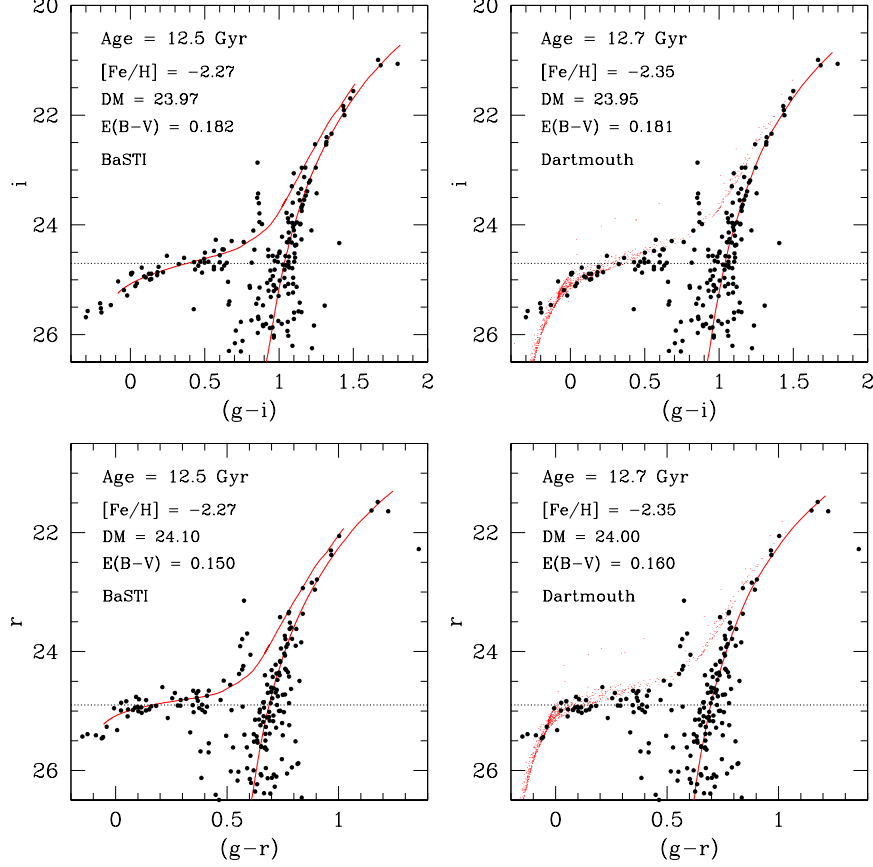 20
Age = 12.5 Gyr
[Fe/H] = −2.27
DM = 23.97
E(B−V) = 0.182
BaSTI
22
24
26
i
0
0.5
1
1.5
2
(g−i)
Age = 12.7 Gyr
[Fe/H] = −2.35
DM = 23.95
E(B−V) = 0.181
Dartmouth
i
0
0.5
1
1.5
2
(g−i)
Age = 12.5 Gyr
[Fe/H] = −2.27
DM = 24.10
E(B−V) = 0.150
BaSTI
22
24
26
r
0
0.5
1
(g−r)
Age = 12.7 Gyr
[Fe/H] = −2.35
DM = 24.00
E(B−V) = 0.160
Dartmouth
22
24
26
r
0
0.5
1
(g−r)
20
22
24
26